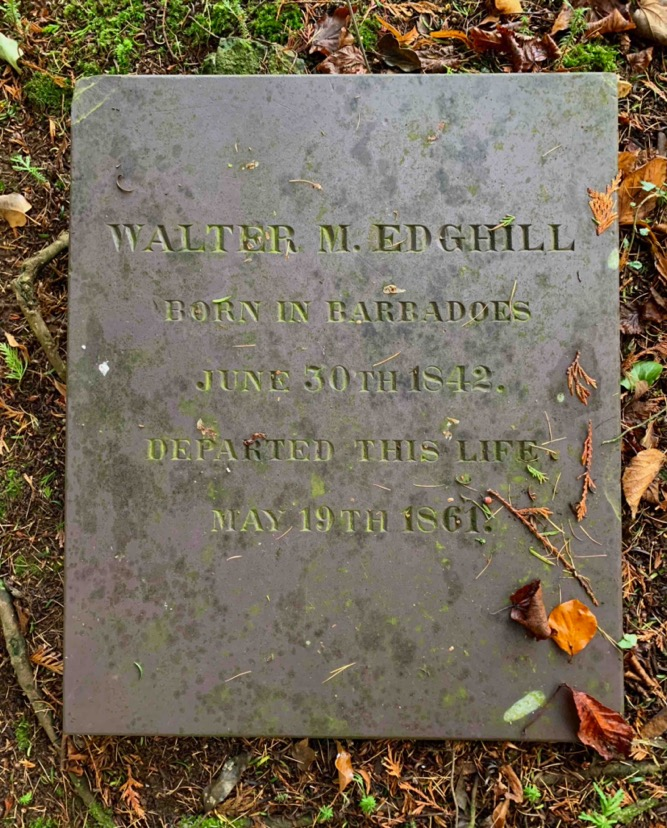 WALTER M. EDGHILL
BORN IN BARBADOES
JUNE 30TH 1842.
DEPARTED THIS LIFE.
MAY 19TH 1861.